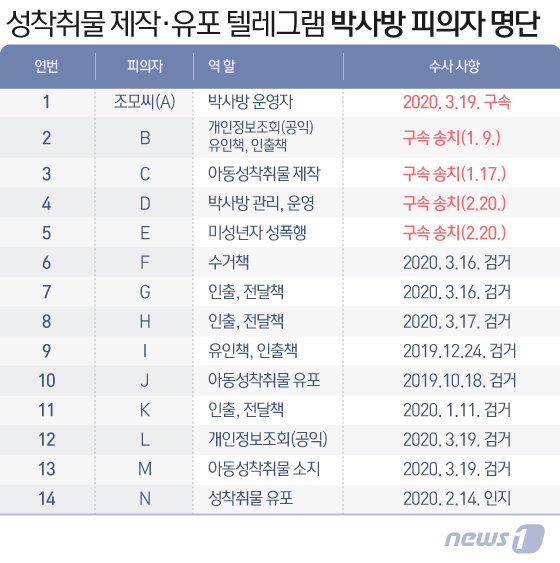 성착취물 제작·유포 텔레그램 박사방 피의자 명단
연번 피의자 역 할 수사 사항
1 조모씨(A) 박사방 운영자 2020. 3.19. 구속
2 B 개인정보조회(공익) 유인책, 인출책 구속 송치(1. 9.)
3 C 아동성착취물 제작 구속 송치(1.17.)
4 D 박사방 관리, 운영 구속 송치(2.20.)
5 E 미성년자 성폭행 구속 송치(2.20.)
6 F 수거책 2020. 3.16. 검거
7 G 인출, 전달책 2020. 3.16. 검거
8 H 인출, 전달책 2020. 3.17. 검거
9 I 유인책, 인출책 2019.12.24. 검거
10 J 아동성착취물 유포 2019.10.18. 검거
11 K 인출, 전달책 2020. 1.11. 검거
12 L 개인정보조회(공익) 2020. 3.19. 검거
13 M 아동성착취물 소지 2020. 3.19. 검거
14 N 성착취물 유포 2020. 2.14. 인지
news1